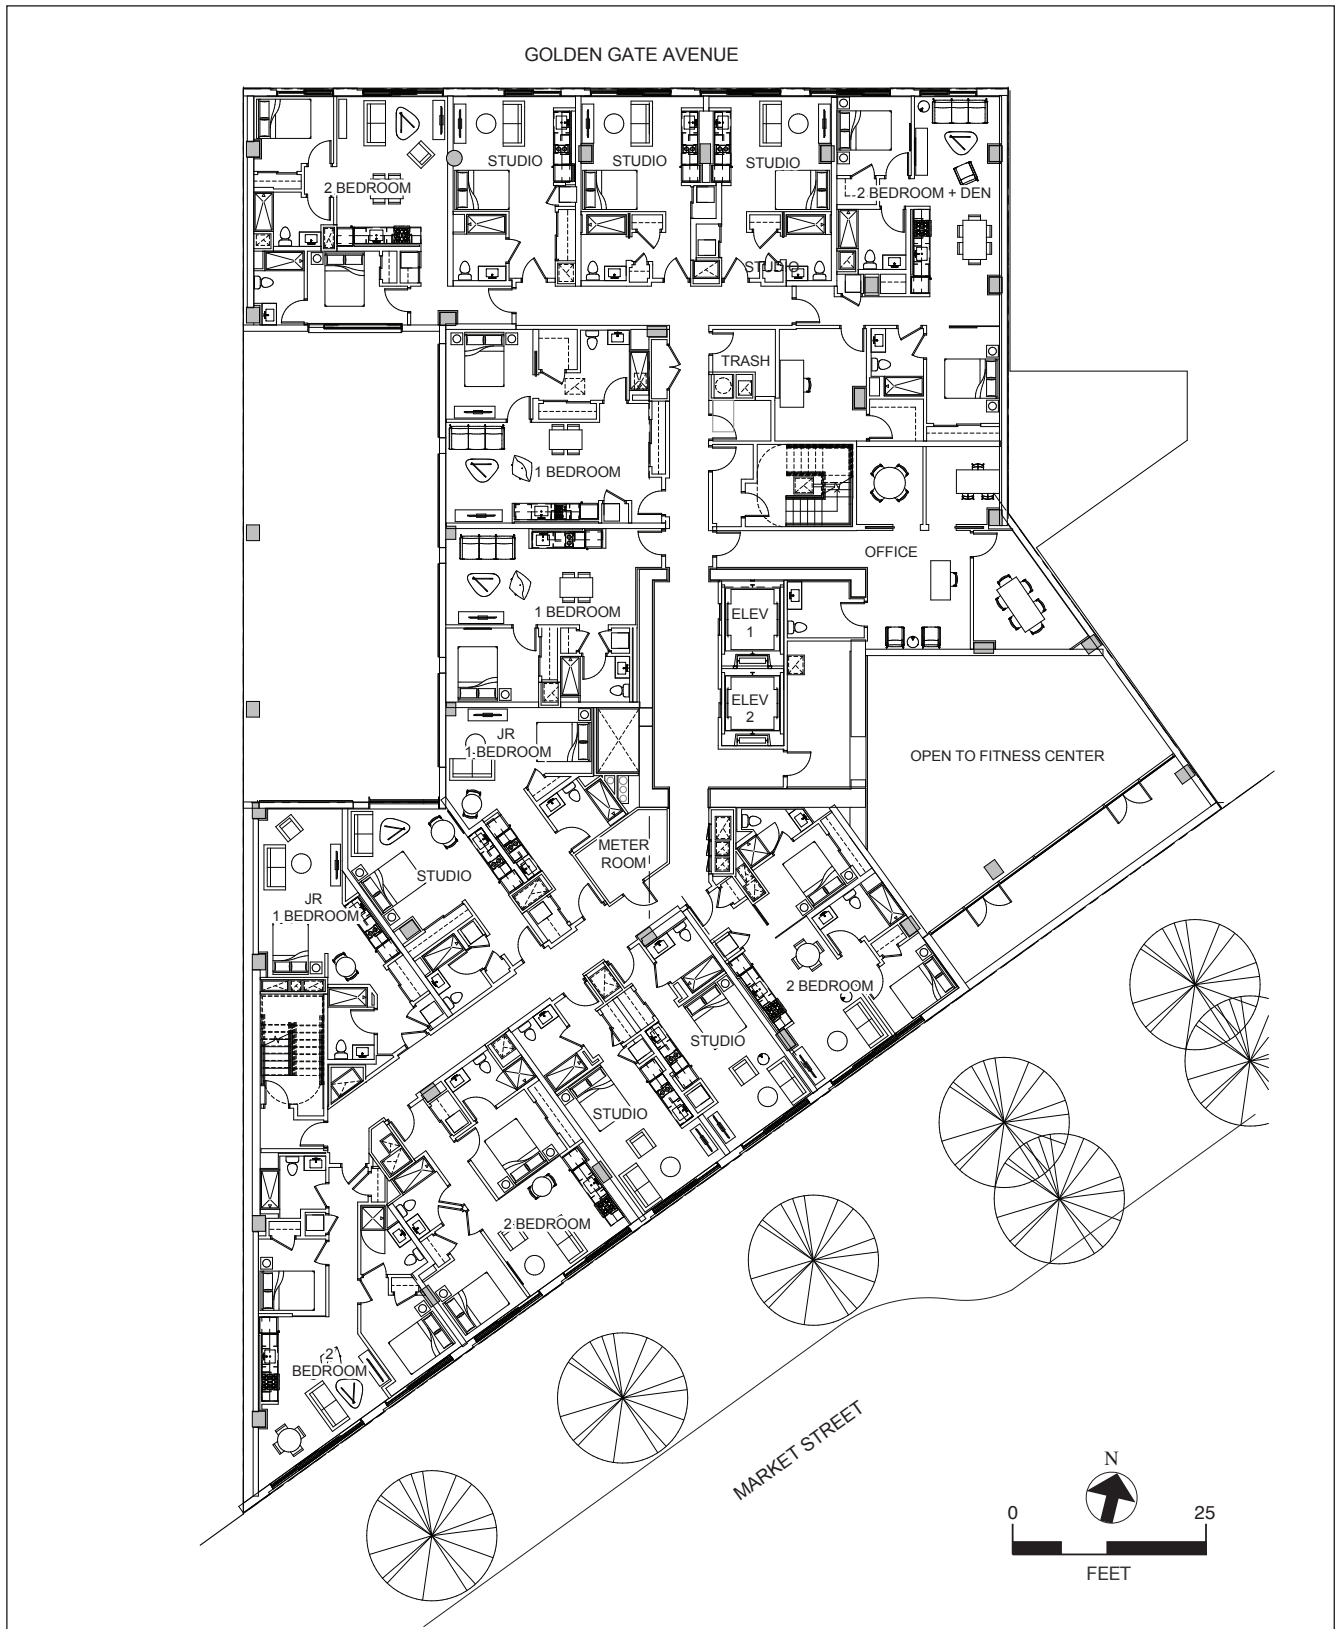 GOLDEN GATE AVENUE
STUDIO
STUDIO
STUDIO
2 BEDROOM
2 BEDROOM + DEN
STUDIO
TRASH
1 BEDROOM
OFFICE
1 BEDROOM
ELEV
1
ELEV
2
JR
1 BEDROOM
OPEN TO FITNESS CENTER
METER
ROOM
STUDIO
JR
1 BEDROOM
2 BEDROOM
STUDIO
STUDIO
2 BEDROOM
2
BEDROOM
MARKET STREET
N
0 25
FEET